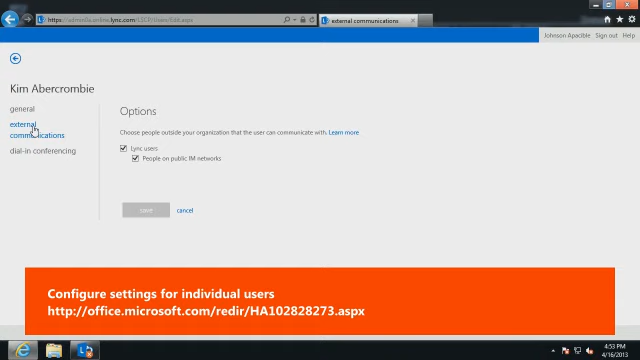 https://admin0a.online.lync.com/LSCP/Users/Edit.aspx
external communications
Johnson Apacible Sign out Help
Kim Abercrombie
general
external
communications
dial-in conferencing
Options
Choose people outside your organization that the user can communicate with. Learn more
Lync users
People on public IM networks
save cancel
Configure settings for individual users
http://office.microsoft.com/redir/HA102828273.aspx
4:53 PM
4/16/2013